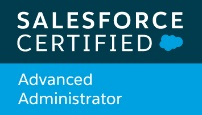 SALESFORCE
CERTIFIED
Advanced
Administrator